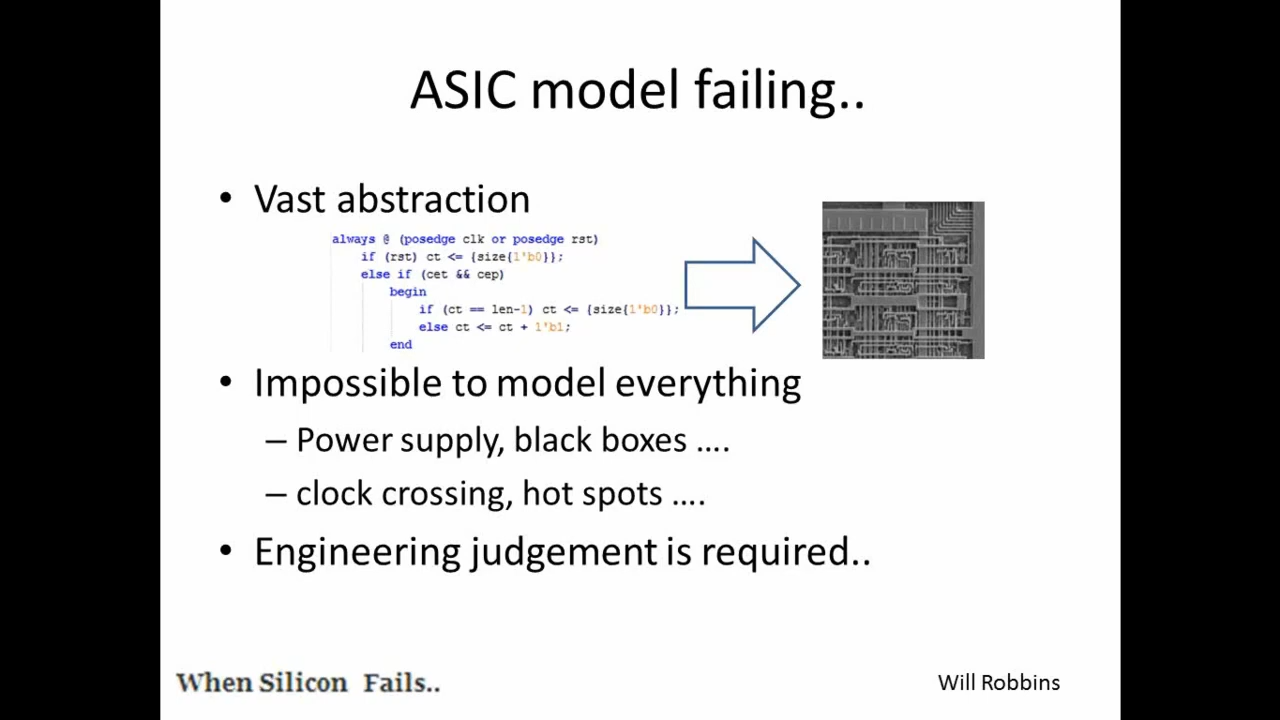 ASIC model failing..
• Vast abstraction
always @ (posedge clk or posedge rst)
if (rst) ct <= {size{1'b0}};
else if (cet && cep)
begin
if (ct == len-1) ct <= {size{1'b0}};
else ct <= ct + 1'b1;
end
• Impossible to model everything
– Power supply, black boxes ….
– clock crossing, hot spots ….
• Engineering judgement is required..
When Silicon Fails..
Will Robbins